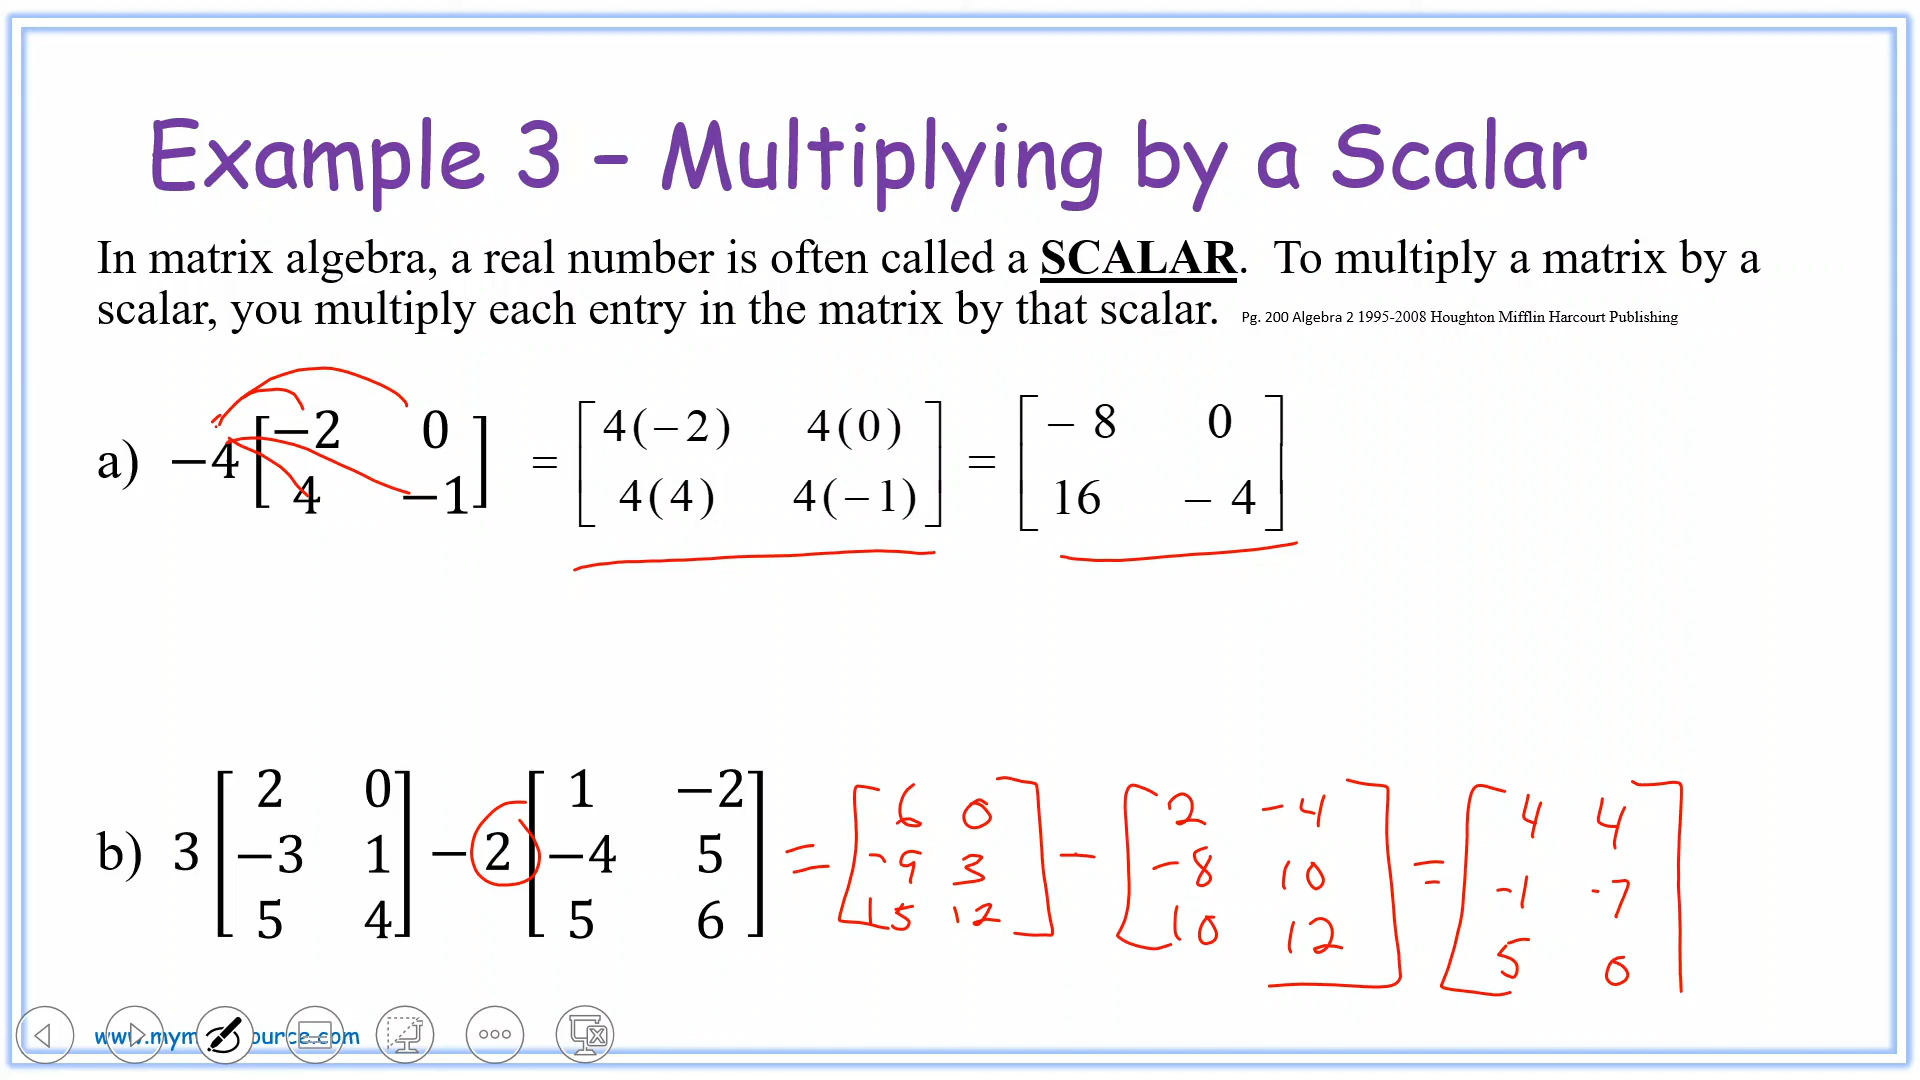 Example 3 – Multiplying by a Scalar
In matrix algebra, a real number is often called a SCALAR. To multiply a matrix by a
scalar, you multiply each entry in the matrix by that scalar. Pg. 200 Algebra 2 1995-2008 Houghton Mifflin Harcourt Publishing
a) −4 [−2 0; 4 −1] = [4(−2) 4(0); 4(4) 4(−1)] = [− 8 0; 16 − 4]
b) 3 [2 0; −3 1; 5 4] − 2 [1 −2; −4 5; 5 6] = [6 0; -9 3; 15 12] − [2 -4; -8 10; 10 12] = [4 4; -1 -7; 5 0]